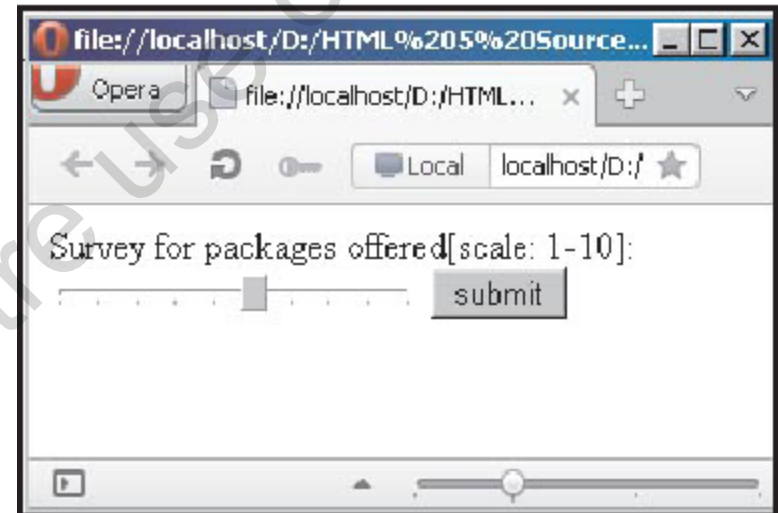 file://localhost/D:/HTML%205%20Source...
Opera
file://localhost/D:/HTML...
Local
localhost/D:/
Survey for packages offered[scale: 1-10]:
submit
use